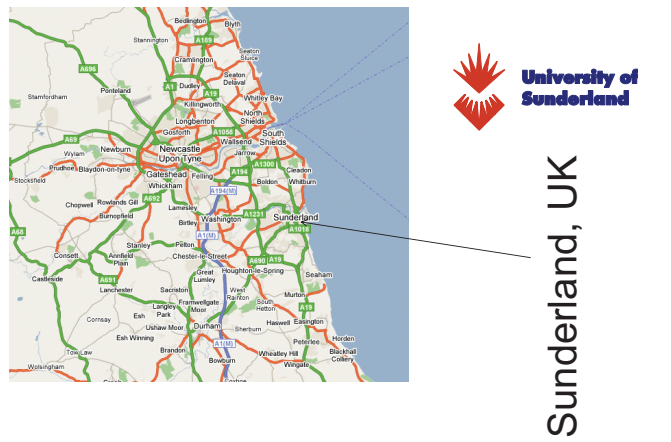 Bedlington
Blyth
Stannington
A189
Seaton
Sluice
Cramlington
A696
Seaton
Delaval
Ponteland
A1
Dudley
A19
Stamfordham
Killingworth
Whitley Bay
Longbenton
North
Shields
Gosforth
A1056
South
Shields
A69
Wallsend
Newburn
Newcastle
Upon Tyne
Jarrow
Wylam
Prudhoe
Blaydon-on-tyne
A1300
Cleadon
A194
Gateshead
Felling
Stocksfield
Boldon
Whitburn
Whickham
A194(M)
A692
Rowlands Gill
Chopwell
Lamesley
A1231
Sunderland
Burnopfield
Washington
Birtley
A1018
A68
A1(M)
Stanley
Pelton
Consett
Annfield
Plain
Chester-le-Street
A690
A19
Great
Lumley
Houghton-le-Spring
Castleside
A691
Seaham
Lanchester
Sacriston
West
Rainton
Murton
Framwellgate
Moor
South
Hetton
Langley
Park
A19
Cornsay
Esh
Haswell
Easington
Ushaw Moor
Durham
Sherburn
Esh Winning
Horden
A1(M)
Peterlee
Tow Law
Brandon
Wheatley Hill
Blackhall
Colliery
Bowburn
Wingate
Wolsingham
University of
Sunderland
Sunderland, UK